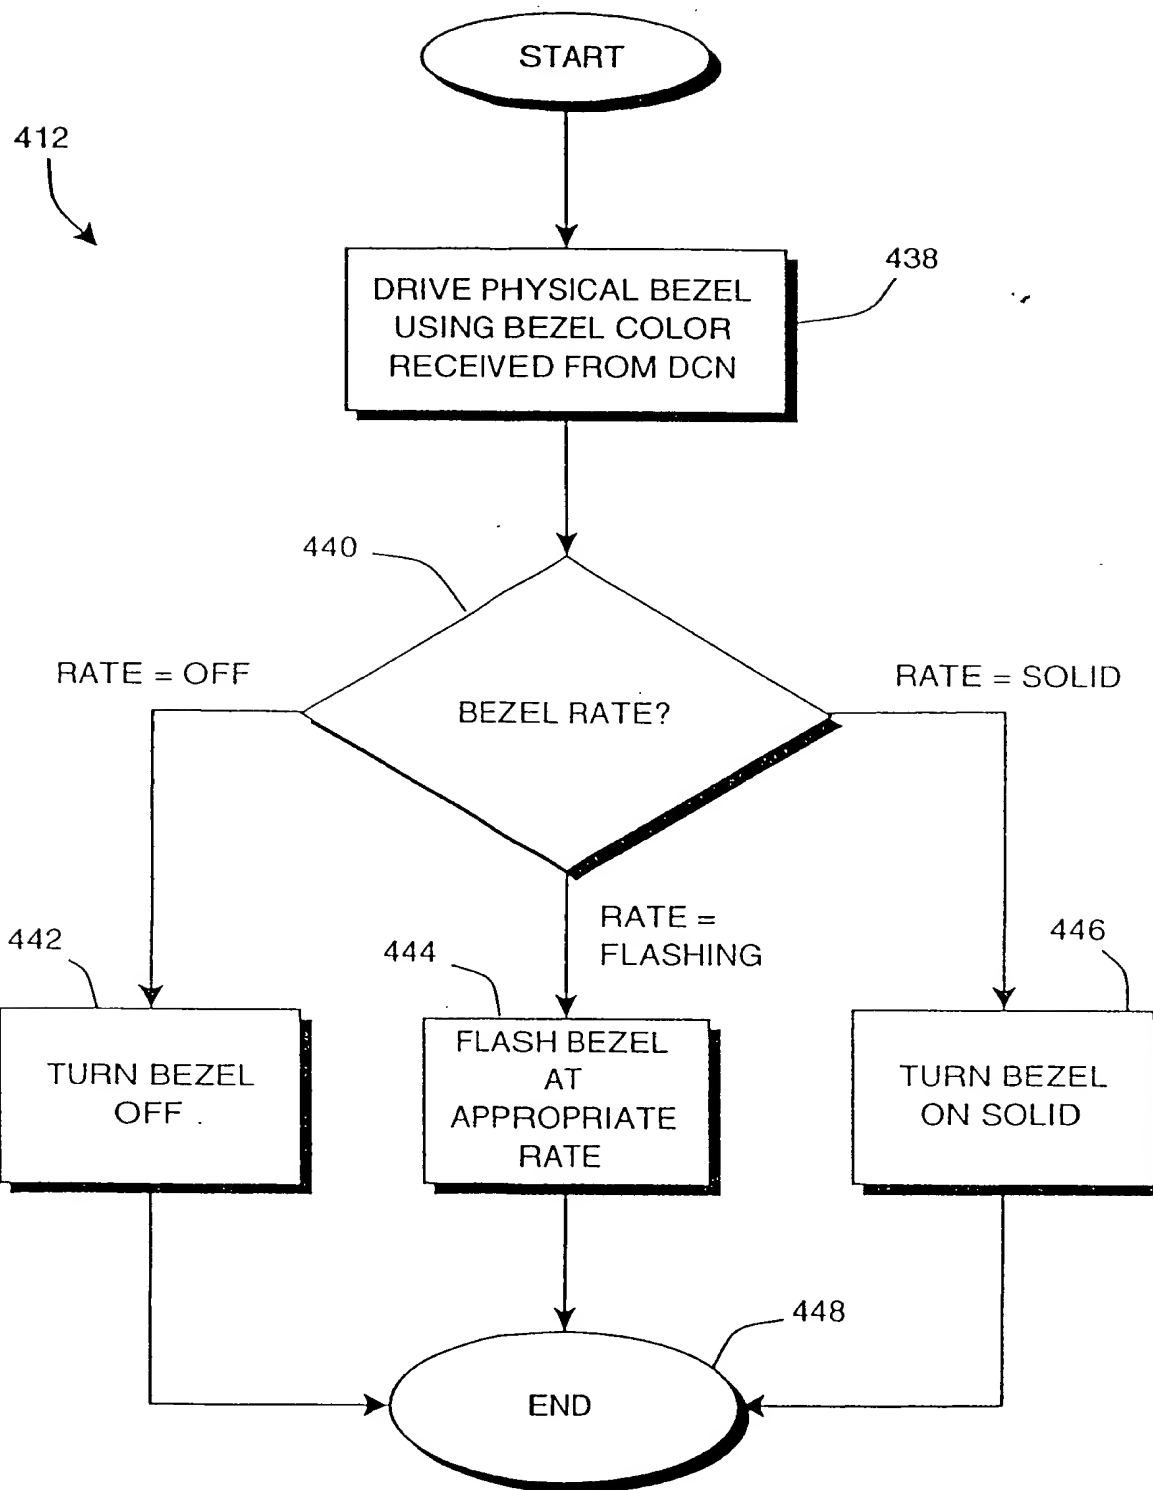 START
412
438
DRIVE PHYSICAL BEZEL
USING BEZEL COLOR
RECEIVED FROM DCN
440
RATE = OFF
BEZEL RATE?
RATE = SOLID
RATE =
FLASHING
442
444
446
TURN BEZEL
OFF
FLASH BEZEL
AT
APPROPRIATE
RATE
TURN BEZEL
ON SOLID
448
END